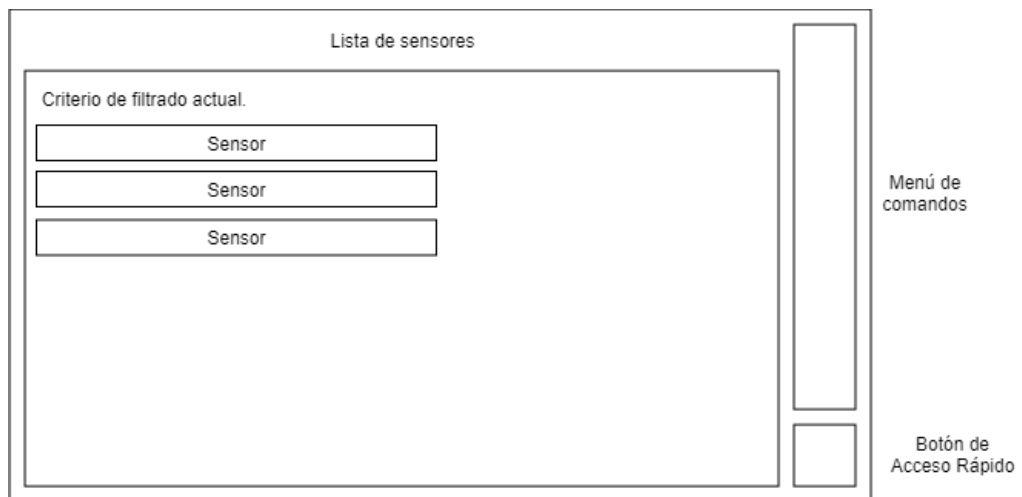 Lista de sensores
Criterio de filtrado actual.
Sensor
Sensor
Sensor
Menú de
comandos
Botón de
Acceso Rápido